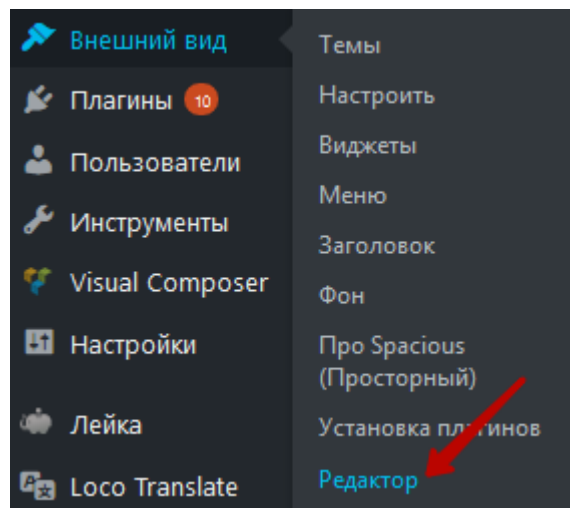 Внешний вид
Плагины 10
Пользователи
Инструменты
Visual Composer
Настройки
Лейка
Loco Translate
Темы
Настроить
Виджеты
Меню
Заголовок
Фон
Про Spacious
(Просторный)
Установка плагинов
Редактор